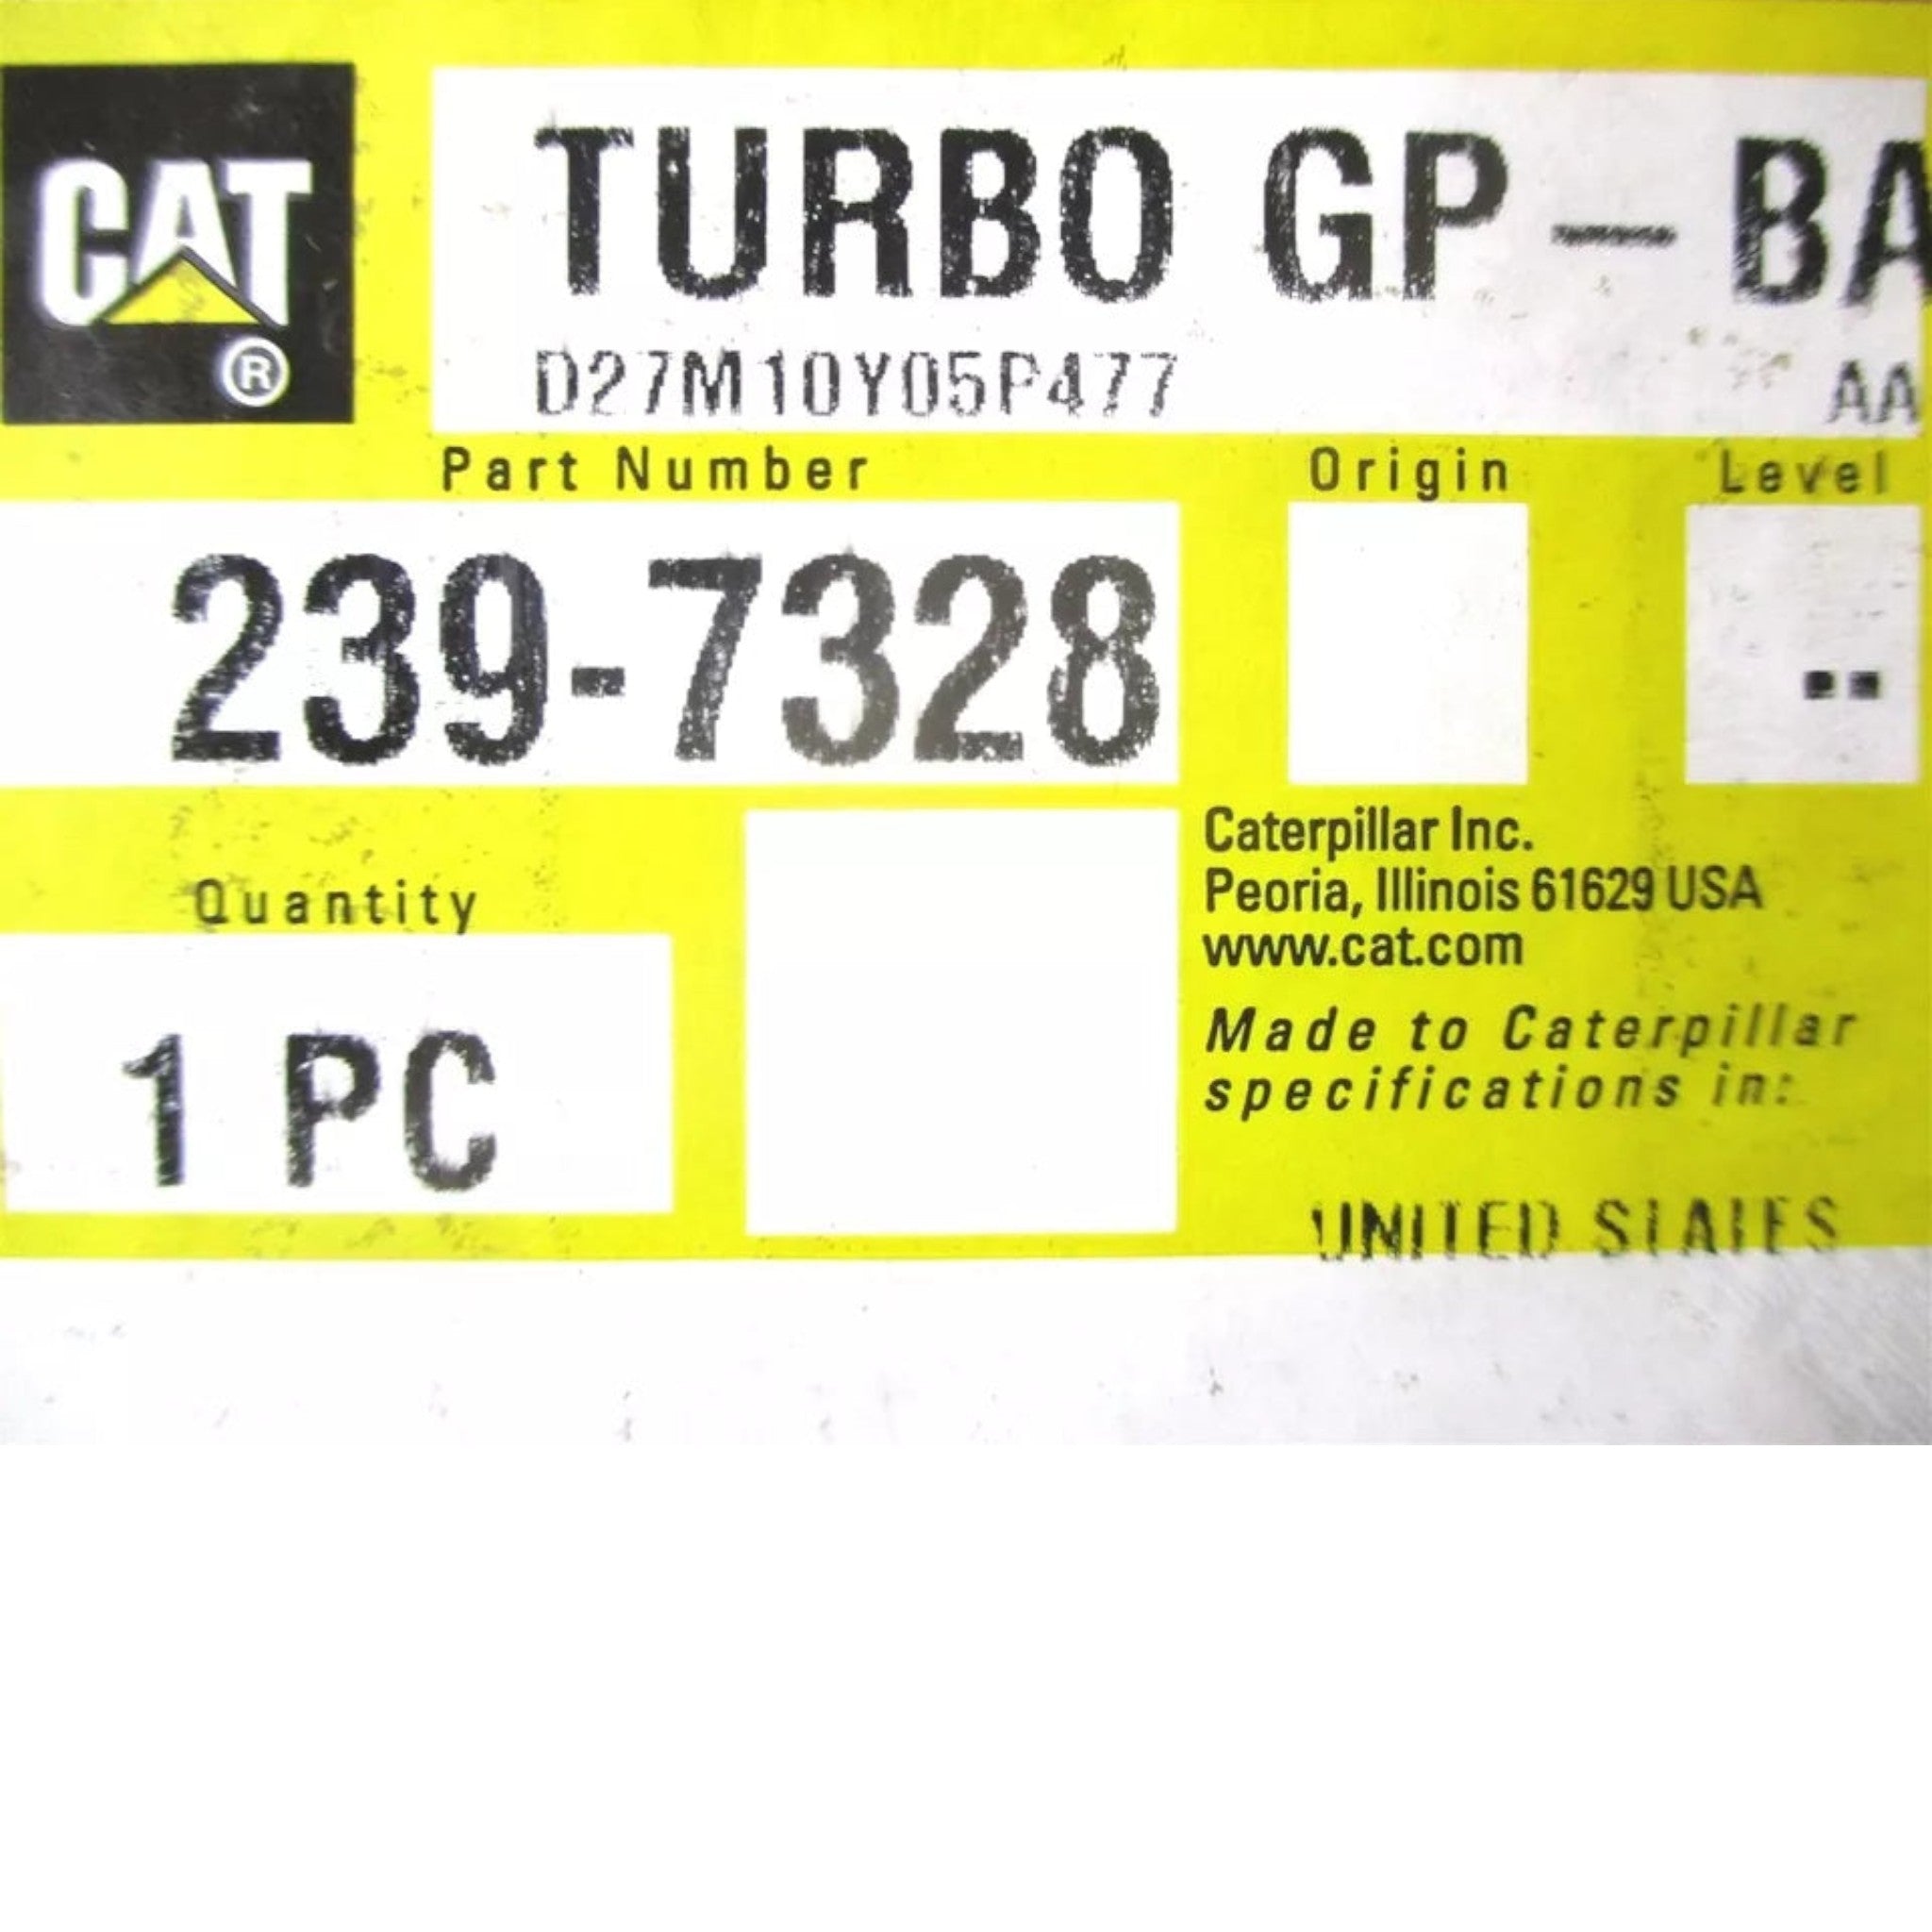 CAT
®
TURBO GP - BA
D27M10Y05P477 AA
Part Number Origin Level
239-7328 --
Quantity
1 PC
Caterpillar Inc.
Peoria, Illinois 61629 USA
www.cat.com
Made to Caterpillar
specifications in:
UNITED STATES